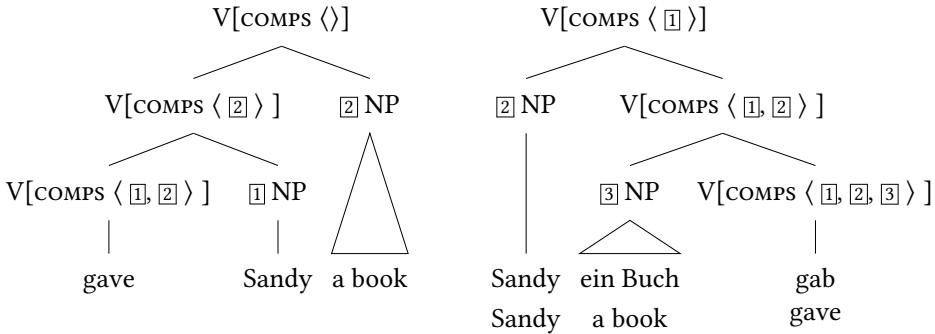 V[COMPS ⟨⟩] V[COMPS ⟨ 1 ⟩]
V[COMPS ⟨ 2 ⟩ ] 2 NP 2 NP V[COMPS ⟨ 1, 2 ⟩ ]
V[COMPS ⟨ 1, 2 ⟩ ] 1 NP 3 NP V[COMPS ⟨ 1, 2, 3 ⟩ ]
gave Sandy a book Sandy ein Buch gab
Sandy a book gave